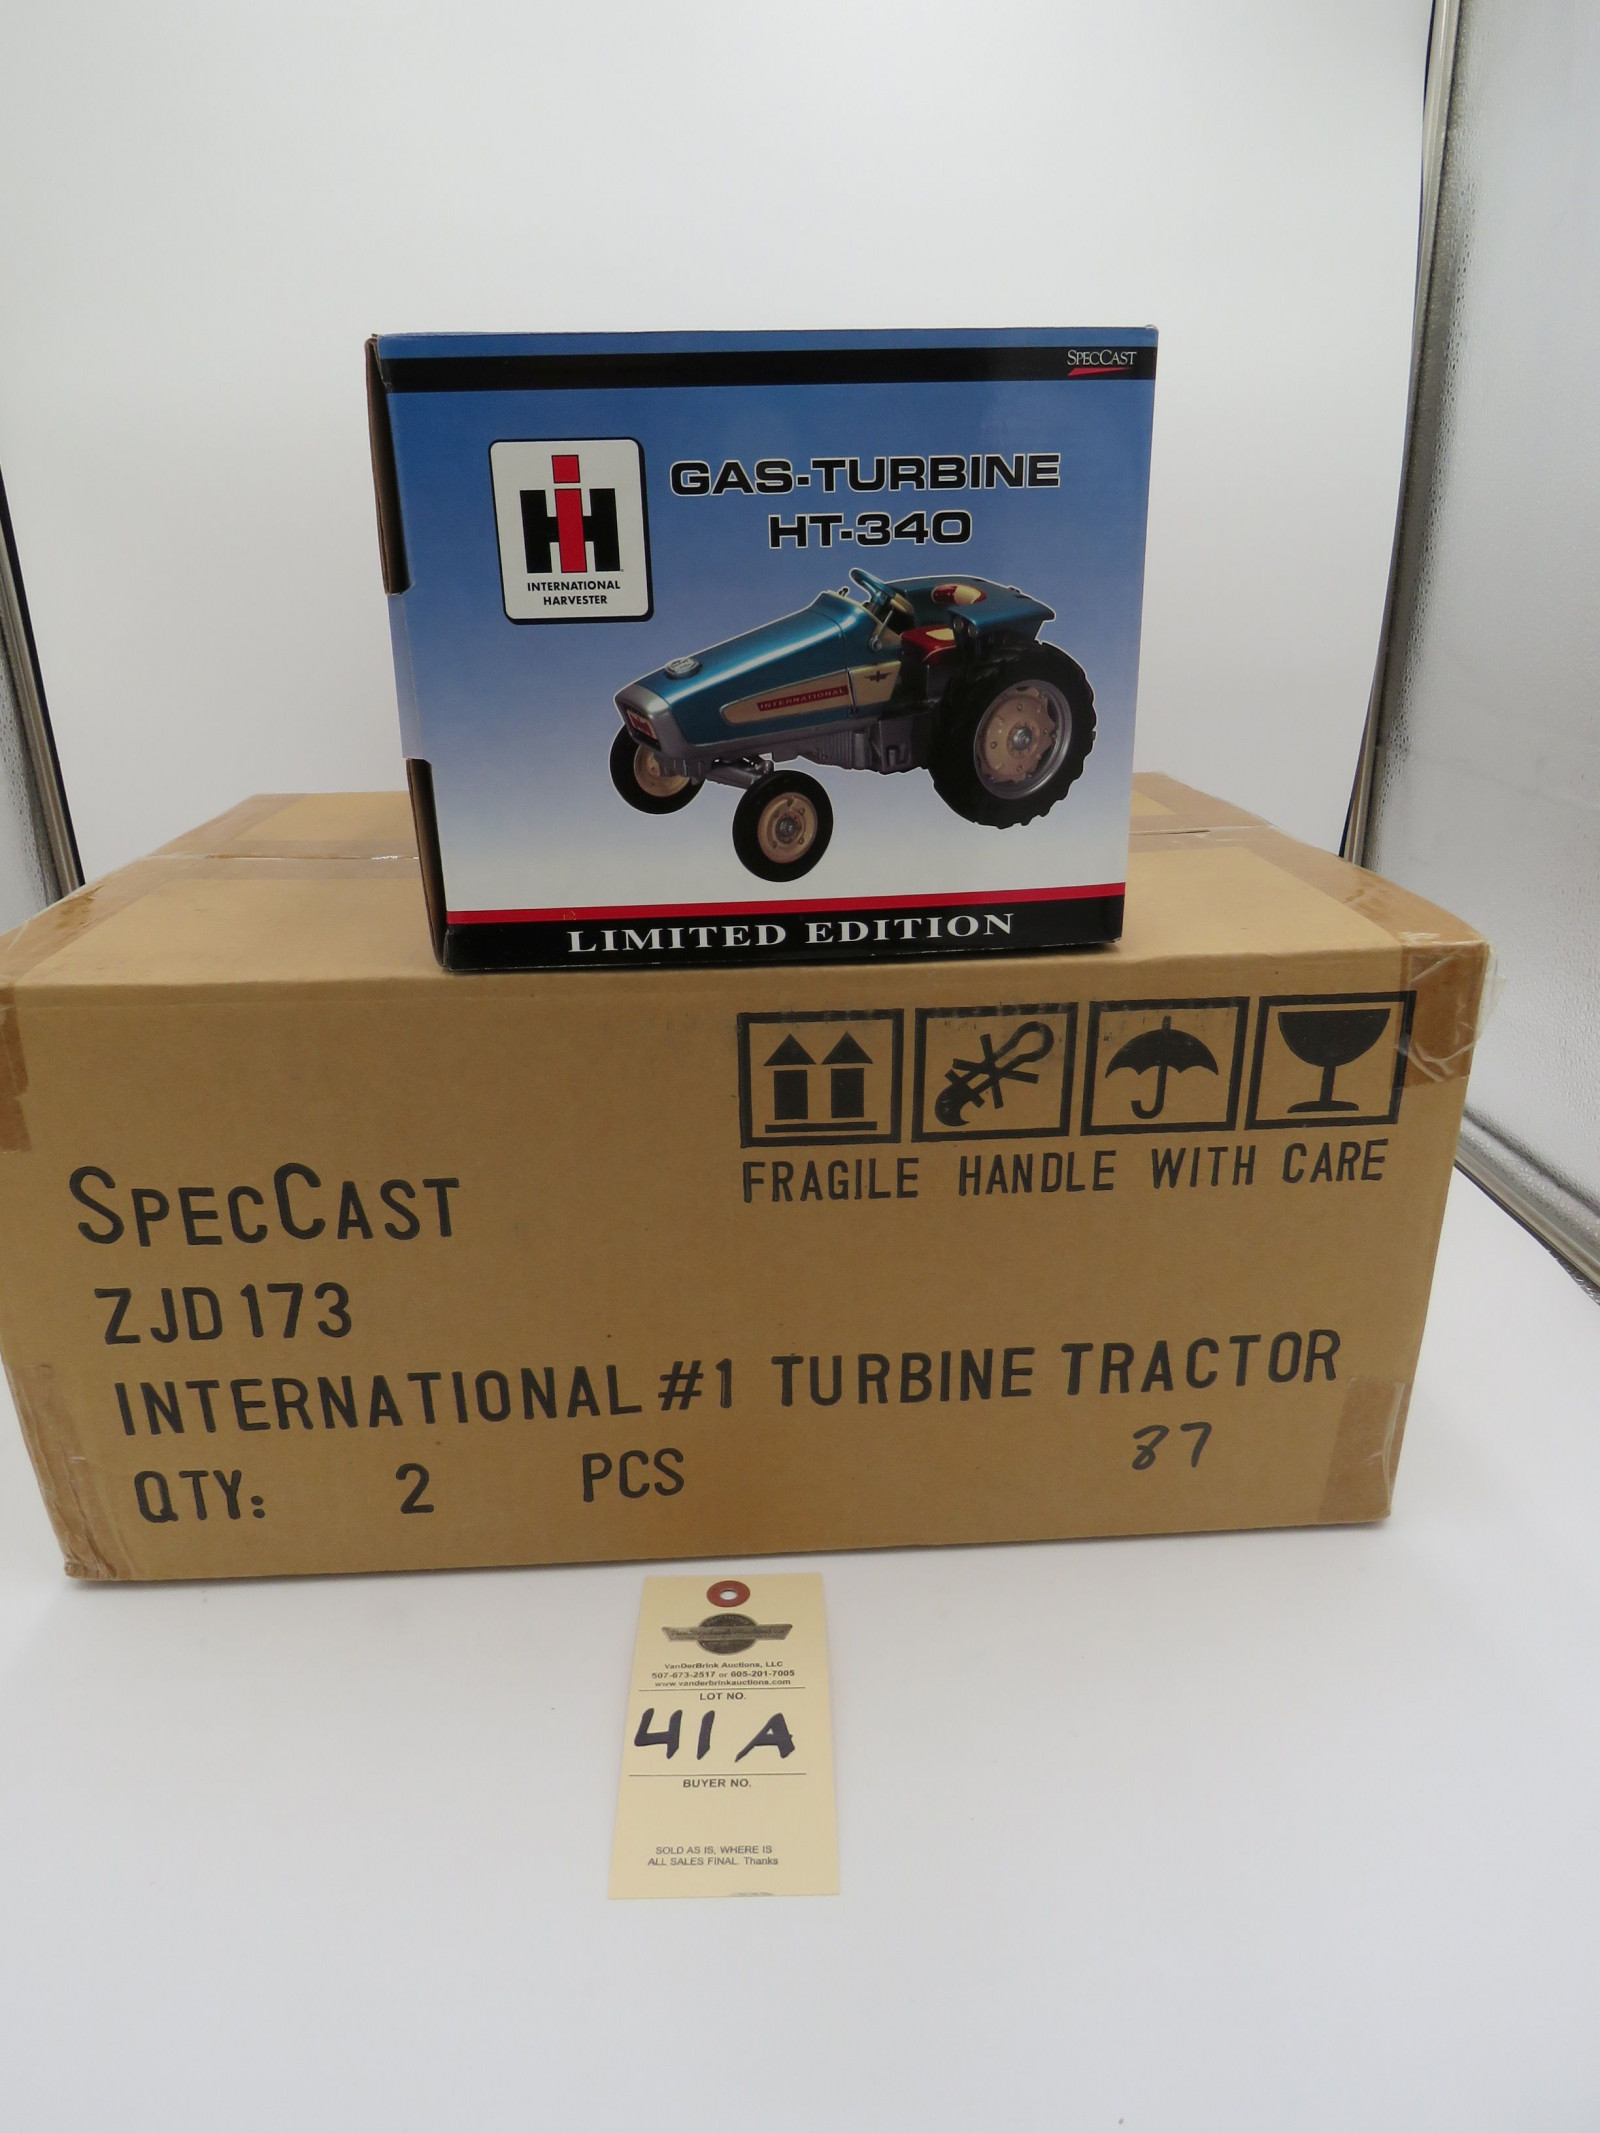 SPECCAST
GAS-TURBINE
HT-340
IH
INTERNATIONAL
HARVESTER
INTERNATIONAL
LIMITED EDITION
FRAGILE HANDLE WITH CARE
SPECCAST
ZJD173
INTERNATIONAL #1 TURBINE TRACTOR
QTY: 2 PCS
87
VanDerBrink Auctions, LLC
507-673-2517 or 605-201-7005
www.vanderbrinkauctions.com
LOT NO.
41A
BUYER NO.
SOLD AS IS, WHERE IS
ALL SALES FINAL. Thanks